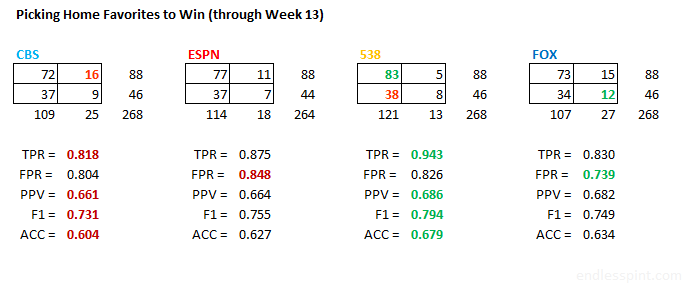 Picking Home Favorites to Win (through Week 13)
CBS ESPN 538 FOX
72 16 88 77 11 88 83 5 88 73 15 88
37 9 46 37 7 44 38 8 46 34 12 46
109 25 268 114 18 264 121 13 268 107 27 268
TPR = 0.818 TPR = 0.875 TPR = 0.943 TPR = 0.830
FPR = 0.804 FPR = 0.848 FPR = 0.826 FPR = 0.739
PPV = 0.661 PPV = 0.664 PPV = 0.686 PPV = 0.682
F1 = 0.731 F1 = 0.755 F1 = 0.794 F1 = 0.749
ACC = 0.604 ACC = 0.627 ACC = 0.679 ACC = 0.634
endlesspint.com